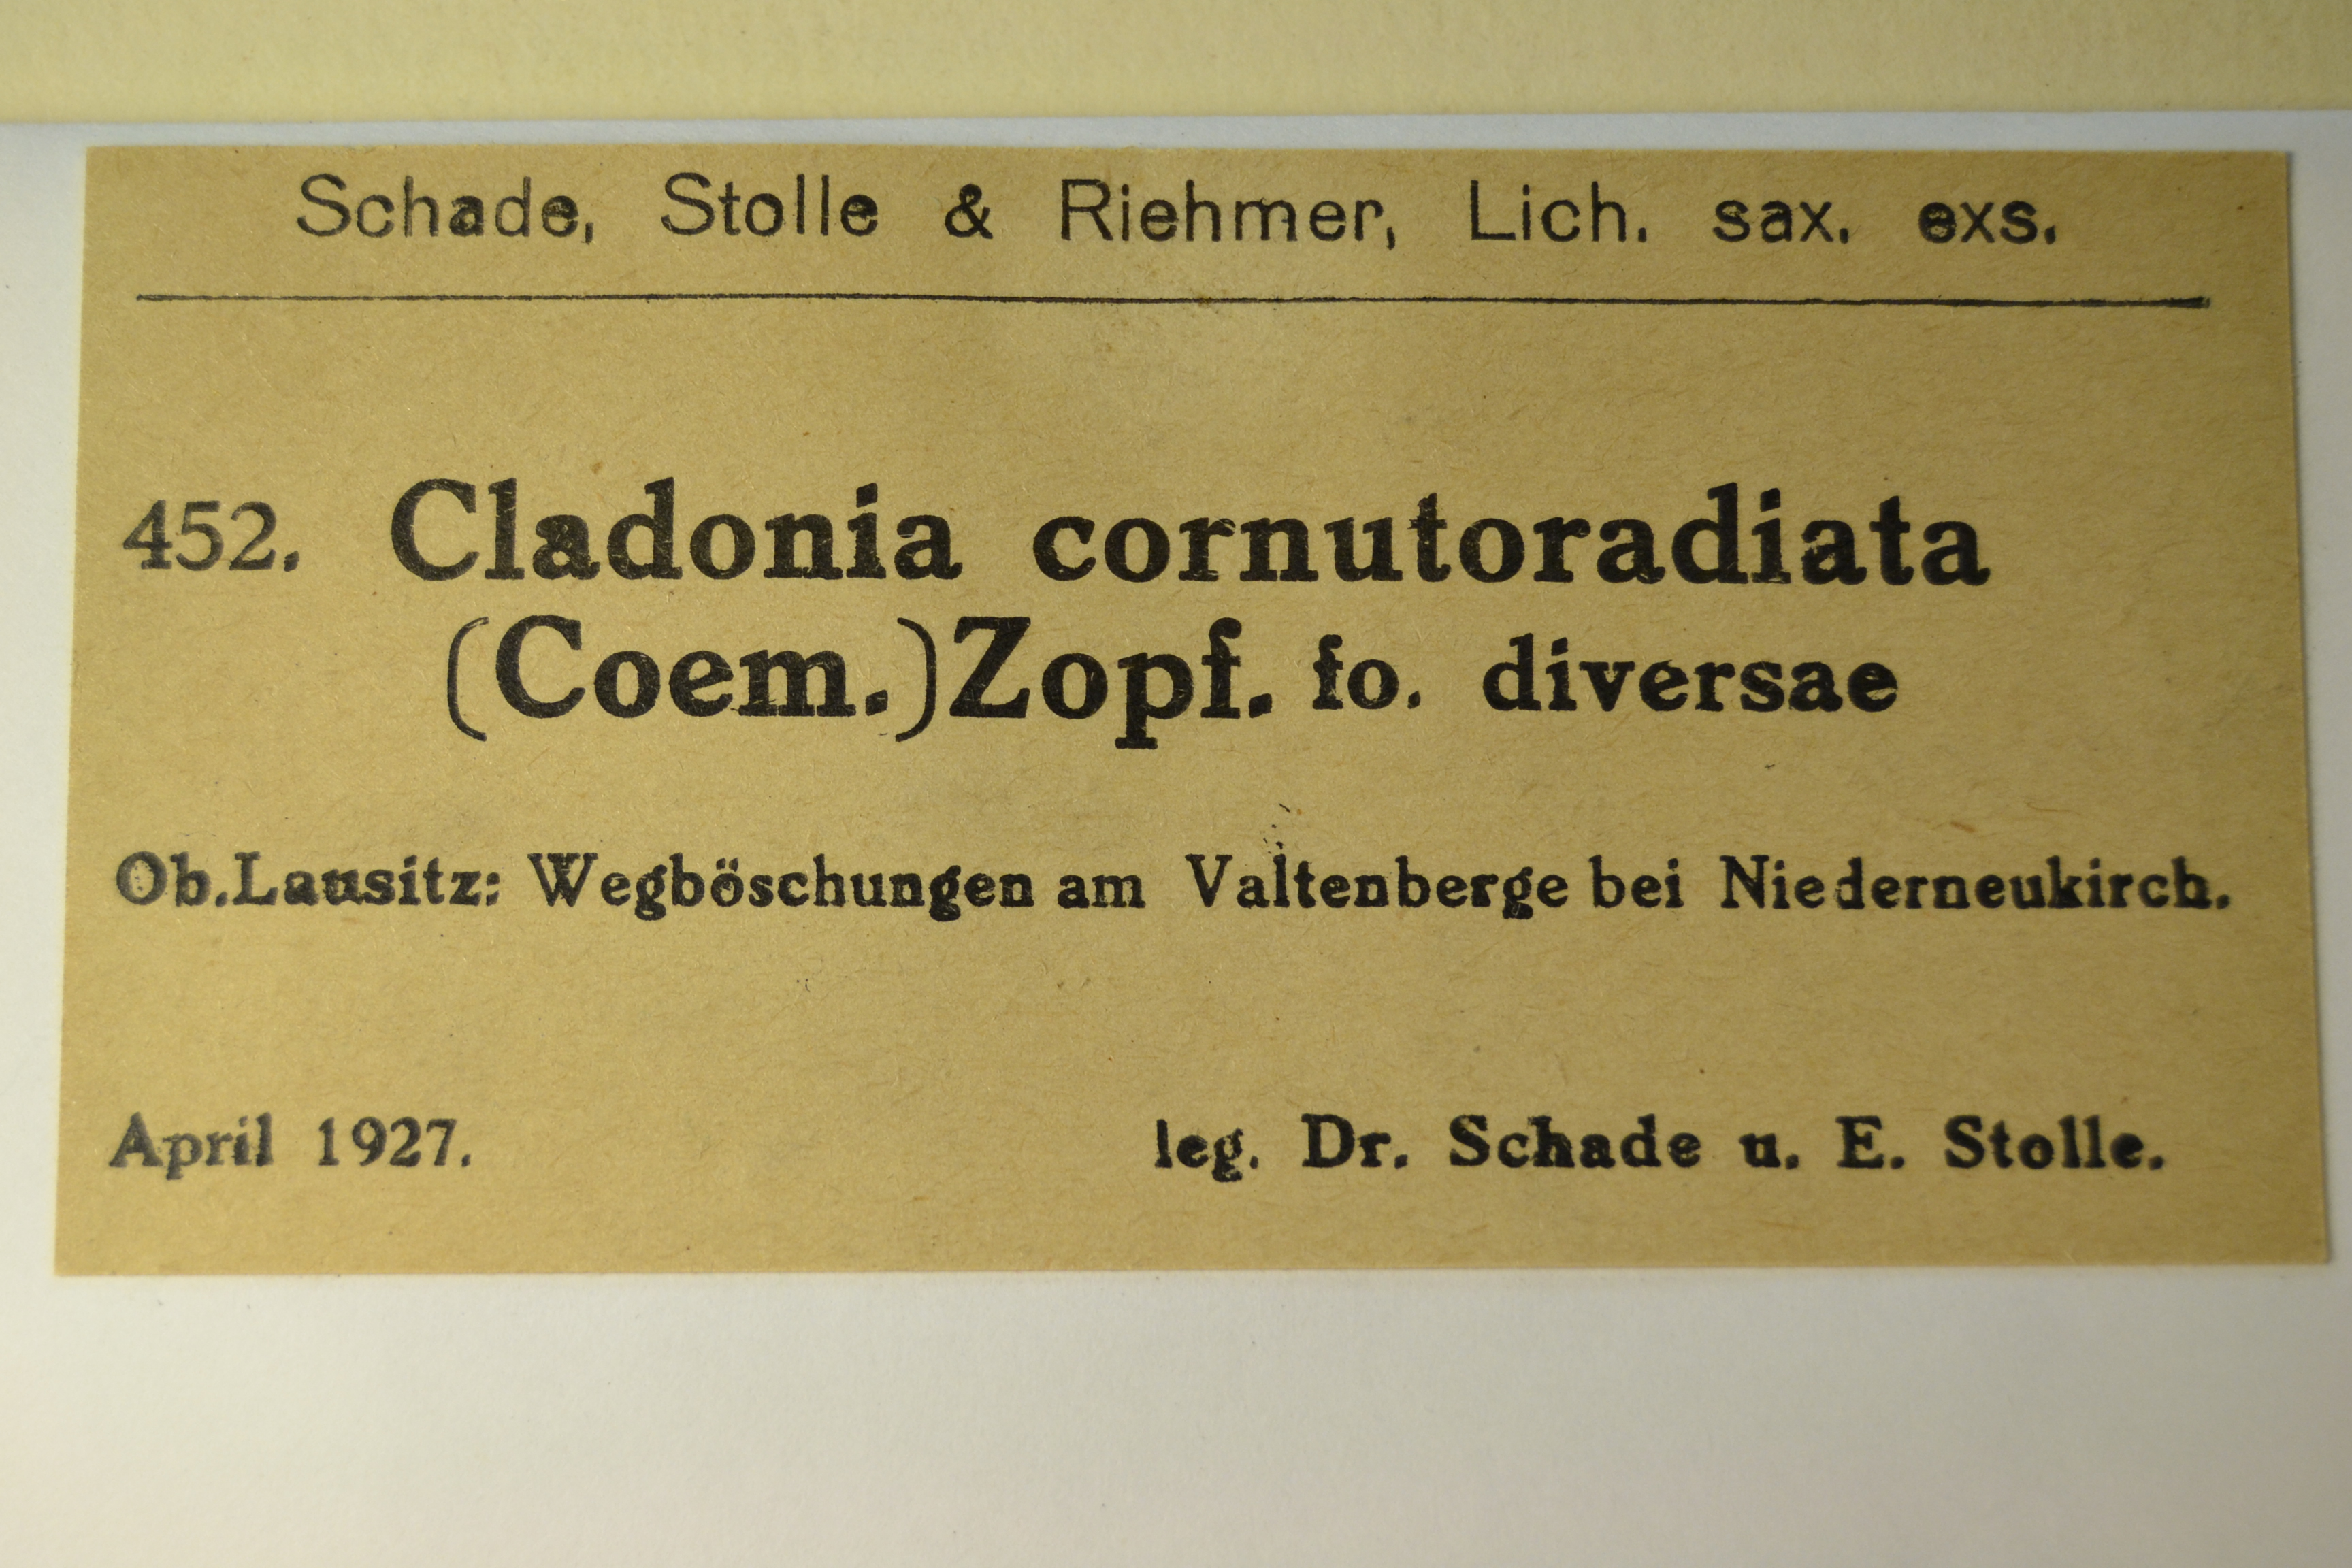 Schade, Stolle & Riehmer, Lich. sax. exs.
452. Cladonia cornutoradiata
(Coem.) Zopf. fo. diversae
Ob. Lausitz: Wegböschungen am Valtenberge bei Niederneukirch.
April 1927. leg. Dr. Schade u. E. Stolle.